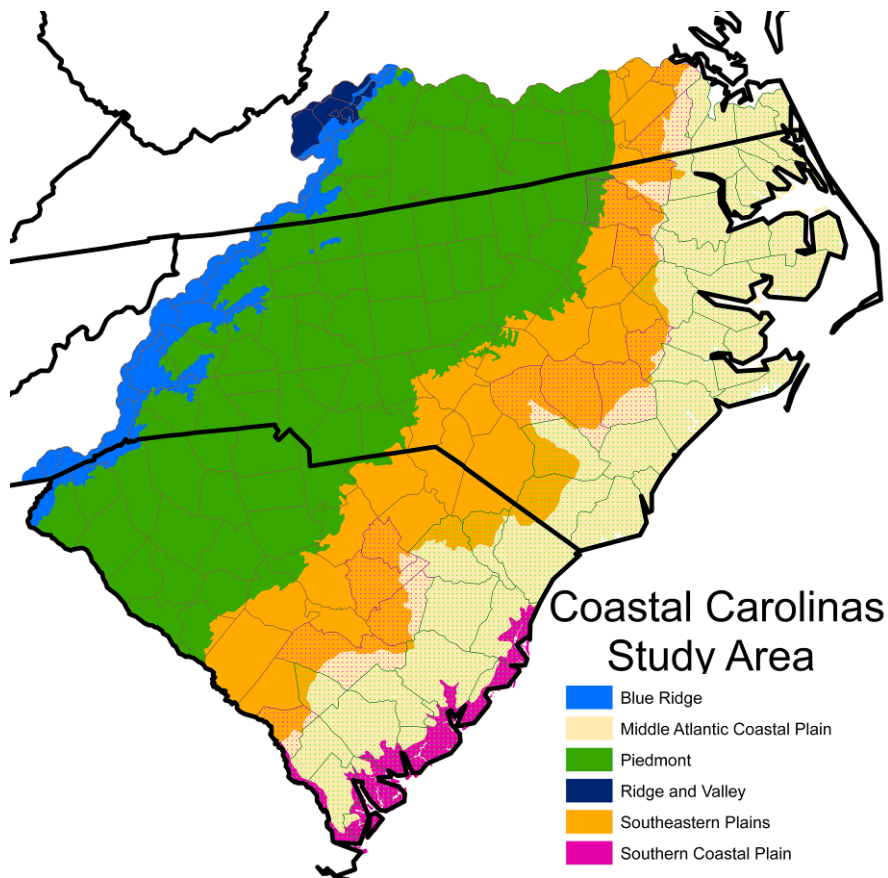 Coastal Carolinas
Study Area
Blue Ridge
Middle Atlantic Coastal Plain
Piedmont
Ridge and Valley
Southeastern Plains
Southern Coastal Plain